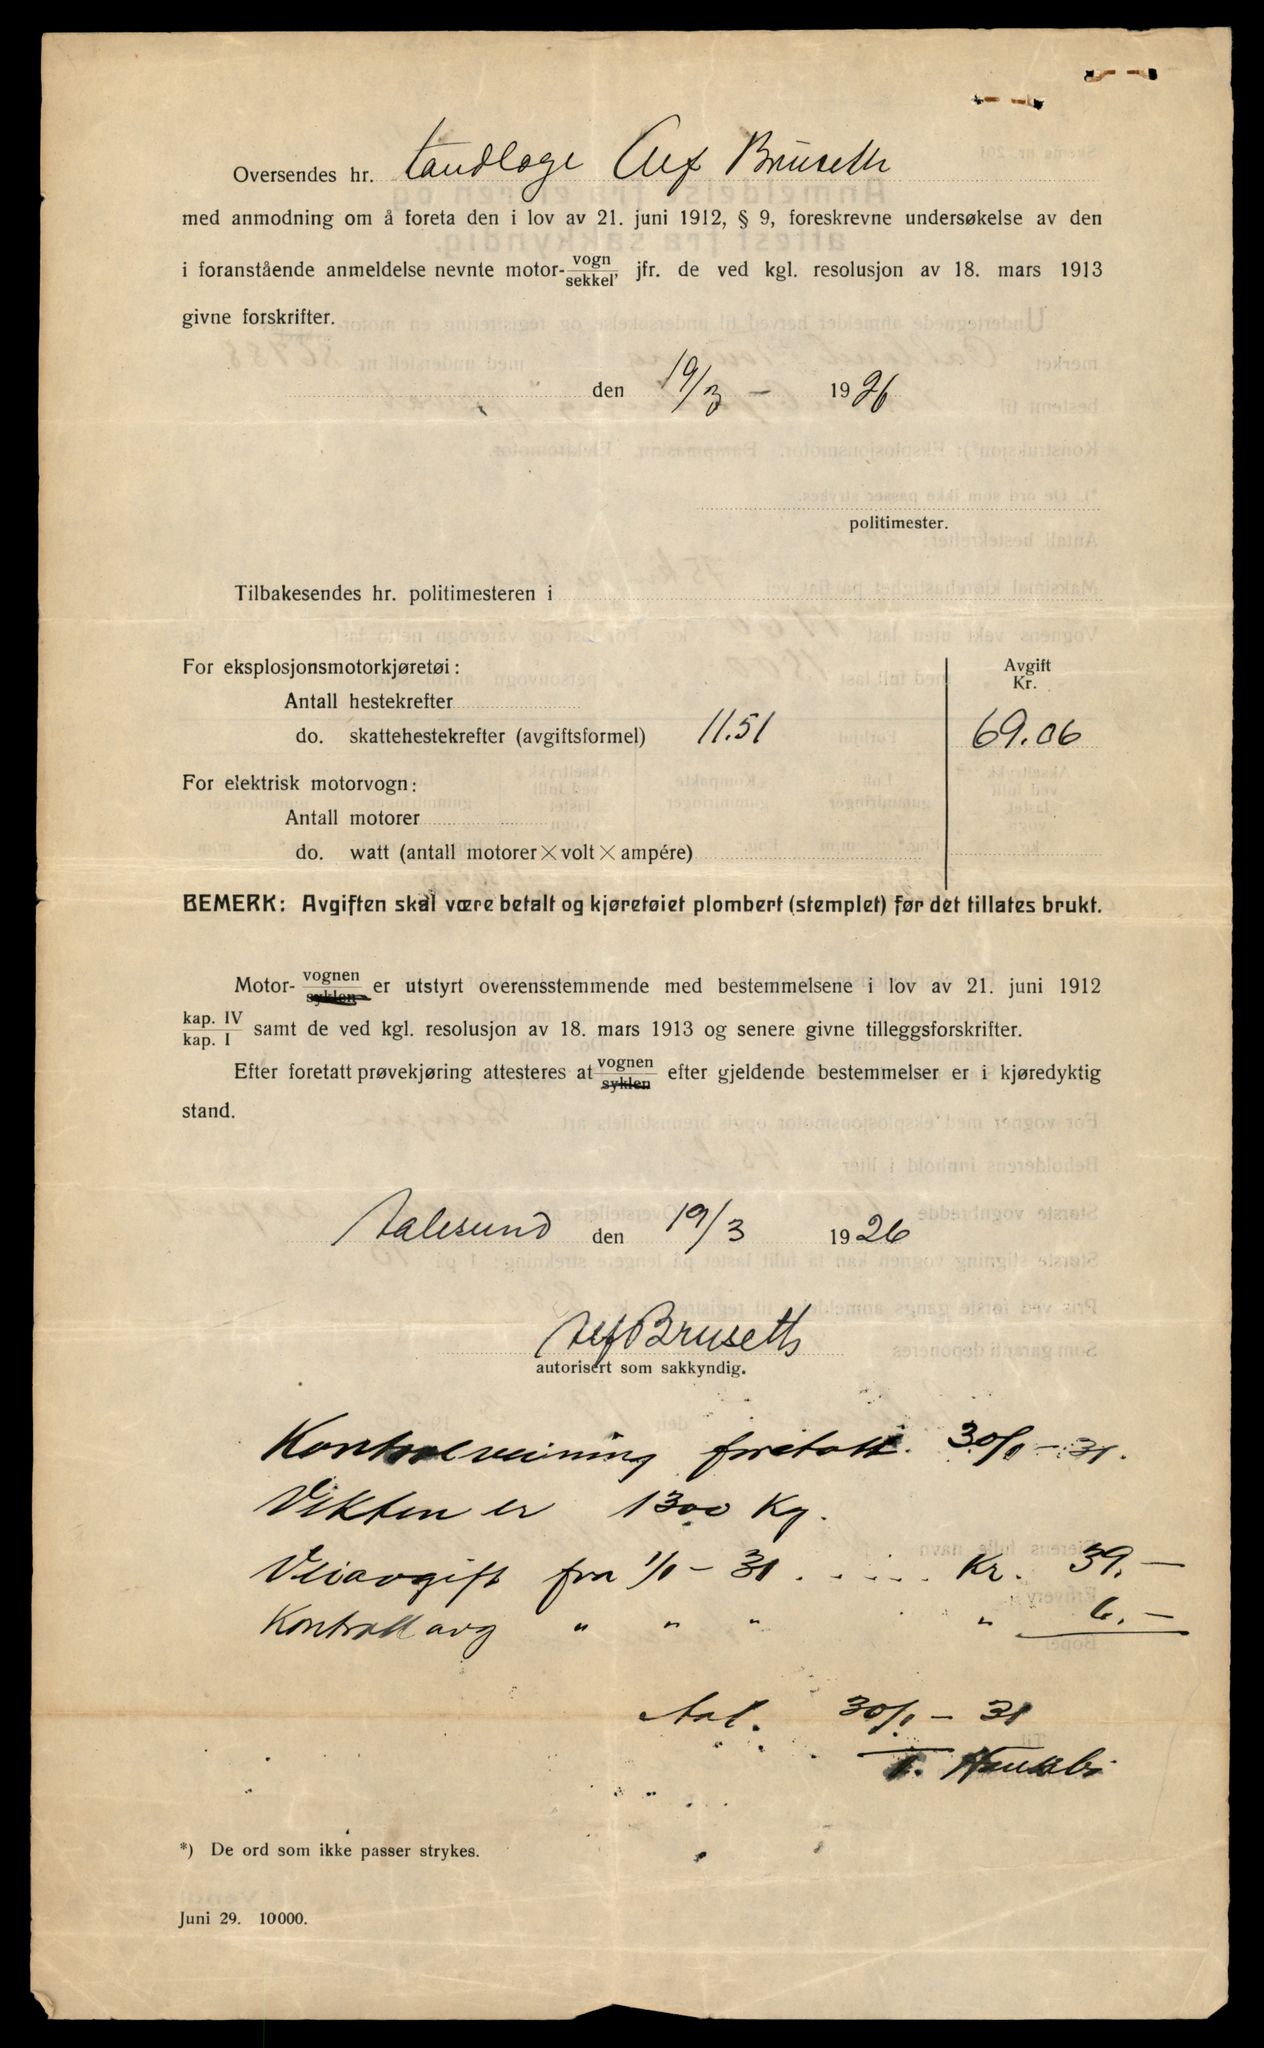 Oversendes hr. tandlæge Alf Bruseth
med anmodning om å foreta den i lov av 21. juni 1912, § 9, foreskrevne undersøkelse av den
i foranstående anmeldelse nevnte motor- vogn/sekkel, jfr. de ved kgl. resolusjon av 18. mars 1913
givne forskrifter.
den 19/3 - 1926
politimester.
Tilbakesendes hr. politimesteren i
For eksplosjonsmotorkjøretøi: Avgift
Kr.
Antall hestekrefter
do. skattehestekrefter (avgiftsformel) 11.51 69.06
For elektrisk motorvogn:
Antall motorer
do. watt (antall motorer × volt × ampére)
BEMERK: Avgiften skal være betalt og kjøretøiet plombert (stemplet) før det tillates brukt.
Motor- vognen/syklen er utstyrt overensstemmende med bestemmelsene i lov av 21. juni 1912
kap. IV/kap. I samt de ved kgl. resolusjon av 18. mars 1913 og senere givne tilleggsforskrifter.
Efter foretatt prøvekjøring attesteres at vognen/syklen efter gjeldende bestemmelser er i kjøredyktig
stand.
Aalesund den 19/3 1926
Alf Bruseth
autorisert som sakkyndig.
Kontrolveining foretatt. 30/1 - 31.
Vekten er 1300 Kg.
Veiavgift fra 1/1 - 31 . . . . . Kr. 39.-
Kontroll avg " " " " 6.-
Aal. 30/1 - 31
*) De ord som ikke passer strykes.
Juni 29. 10000.